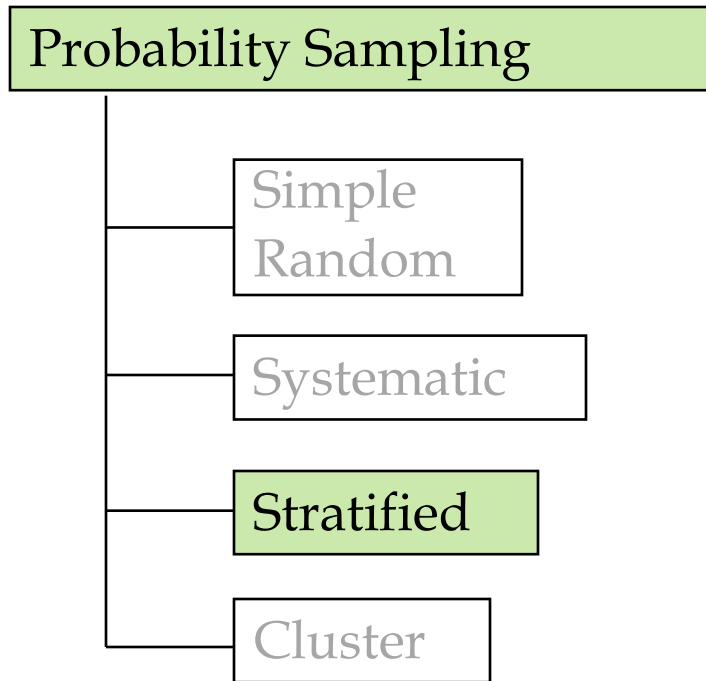 Probability Sampling
Simple
Random
Systematic
Stratified
Cluster